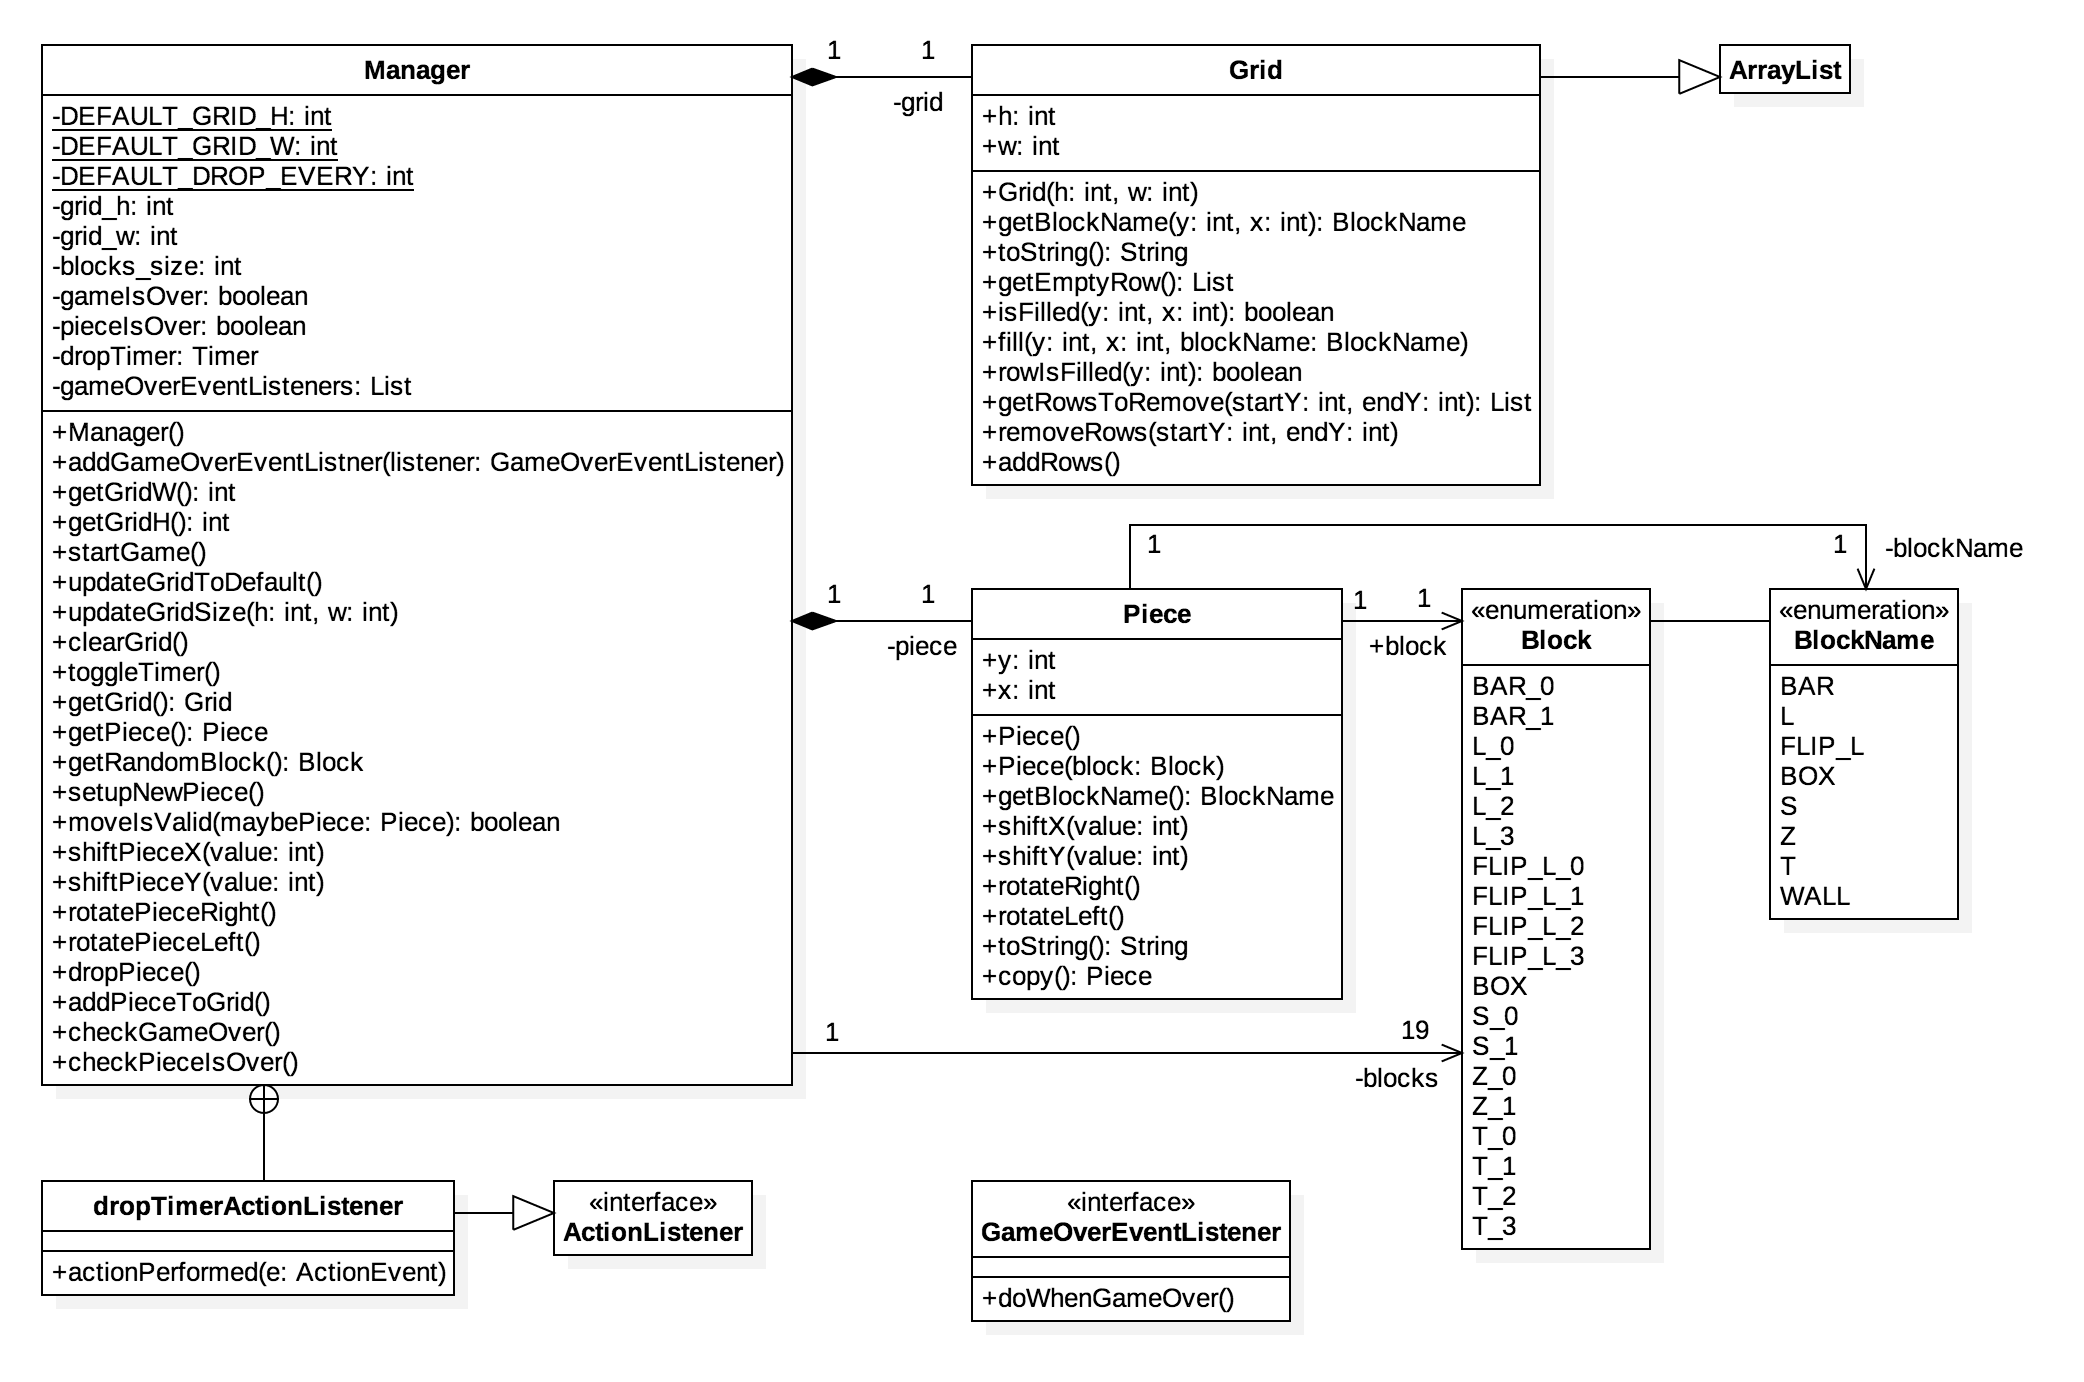 Manager
-DEFAULT_GRID_H: int
-DEFAULT_GRID_W: int
-DEFAULT_DROP_EVERY: int
-grid_h: int
-grid_w: int
-blocks_size: int
-gameIsOver: boolean
-pieceIsOver: boolean
-dropTimer: Timer
-gameOverEventListeners: List
+Manager()
+addGameOverEventListner(listener: GameOverEventListener)
+getGridW(): int
+getGridH(): int
+startGame()
+updateGridToDefault()
+updateGridSize(h: int, w: int)
+clearGrid()
+toggleTimer()
+getGrid(): Grid
+getPiece(): Piece
+getRandomBlock(): Block
+setupNewPiece()
+moveIsValid(maybePiece: Piece): boolean
+shiftPieceX(value: int)
+shiftPieceY(value: int)
+rotatePieceRight()
+rotatePieceLeft()
+dropPiece()
+addPieceToGrid()
+checkGameOver()
+checkPieceIsOver()
1 1
-grid
Grid
+h: int
+w: int
+Grid(h: int, w: int)
+getBlockName(y: int, x: int): BlockName
+toString(): String
+getEmptyRow(): List
+isFilled(y: int, x: int): boolean
+fill(y: int, x: int, blockName: BlockName)
+rowIsFilled(y: int): boolean
+getRowsToRemove(startY: int, endY: int): List
+removeRows(startY: int, endY: int)
+addRows()
ArrayList
1 1 -blockName
1 1
-piece
Piece
+y: int
+x: int
+Piece()
+Piece(block: Block)
+getBlockName(): BlockName
+shiftX(value: int)
+shiftY(value: int)
+rotateRight()
+rotateLeft()
+toString(): String
+copy(): Piece
1 1
+block
«enumeration»
Block
BAR_0
BAR_1
L_0
L_1
L_2
L_3
FLIP_L_0
FLIP_L_1
FLIP_L_2
FLIP_L_3
BOX
S_0
S_1
Z_0
Z_1
T_0
T_1
T_2
T_3
«enumeration»
BlockName
BAR
L
FLIP_L
BOX
S
Z
T
WALL
1 19
-blocks
dropTimerActionListener
+actionPerformed(e: ActionEvent)
«interface»
ActionListener
«interface»
GameOverEventListener
+doWhenGameOver()